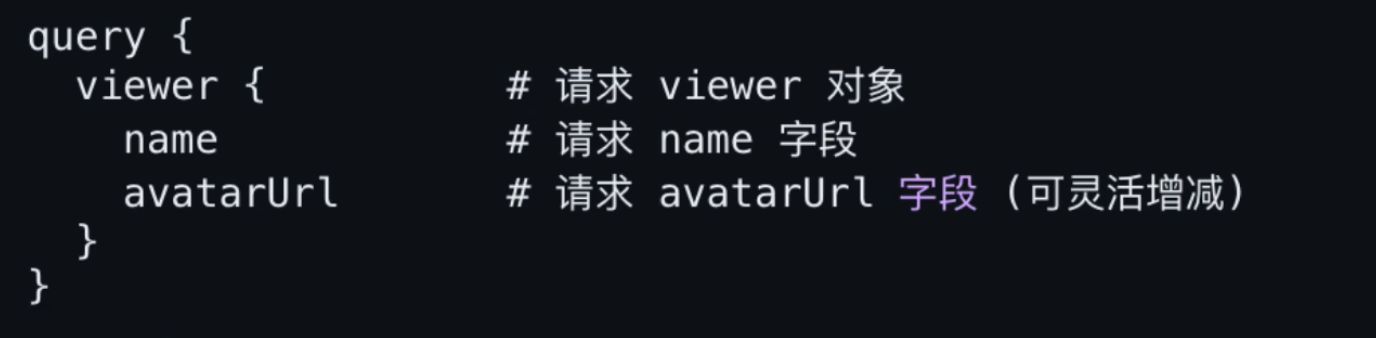 query {
  viewer {          # 请求 viewer 对象
    name            # 请求 name 字段
    avatarUrl       # 请求 avatarUrl 字段 (可灵活增减)
  }
}